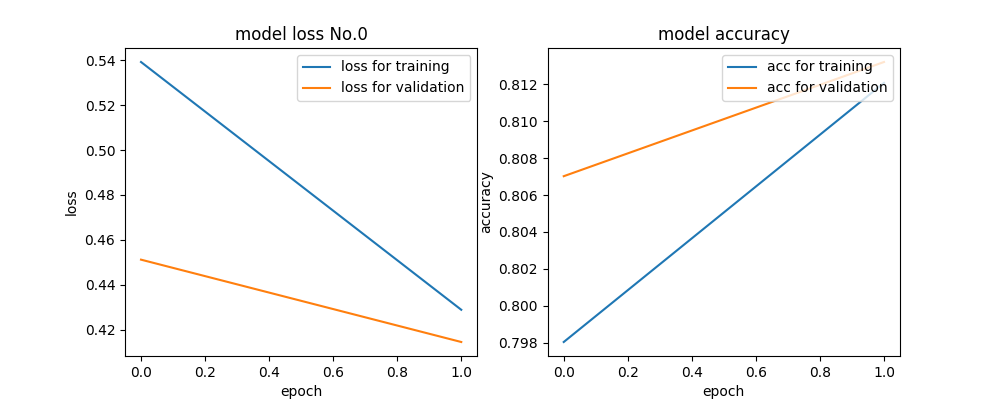 model loss No.0
loss for training
loss for validation
0.54
0.52
0.50
0.48
0.46
0.44
0.42
loss
0.0 0.2 0.4 0.6 0.8 1.0
epoch
model accuracy
acc for training
acc for validation
0.812
0.810
0.808
0.806
0.804
0.802
0.800
0.798
accuracy
0.0 0.2 0.4 0.6 0.8 1.0
epoch